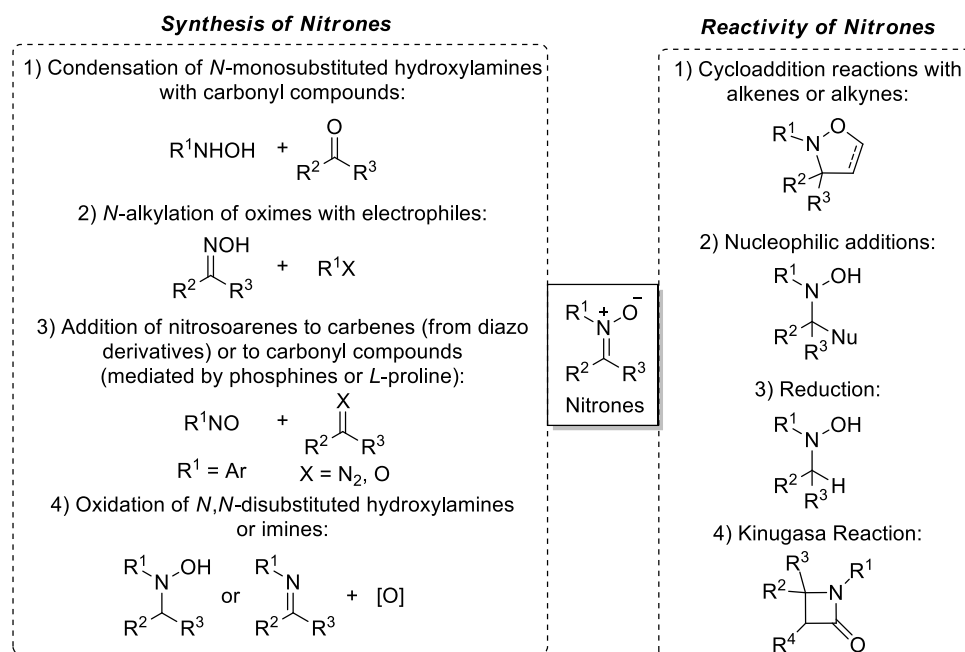 Synthesis of Nitrones
1) Condensation of N-monosubstituted hydroxylamines
with carbonyl compounds:
R¹NHOH + O R² R³
2) N-alkylation of oximes with electrophiles:
NOH R² R³ + R¹X
3) Addition of nitrosoarenes to carbenes (from diazo
derivatives) or to carbonyl compounds
(mediated by phosphines or L-proline):
R¹NO + X R² R³
R¹ = Ar X = N₂, O
4) Oxidation of N,N-disubstituted hydroxylamines
or imines:
R¹ N OH R² R³ or R¹ N R² R³ + [O]
R¹ N + O − R² R³
Nitrones
Reactivity of Nitrones
1) Cycloaddition reactions with
alkenes or alkynes:
R¹ N O R² R³
2) Nucleophilic additions:
R¹ N OH R² R³ Nu
3) Reduction:
R¹ N OH R² R³ H
4) Kinugasa Reaction:
R³ R¹ R² N R⁴ O